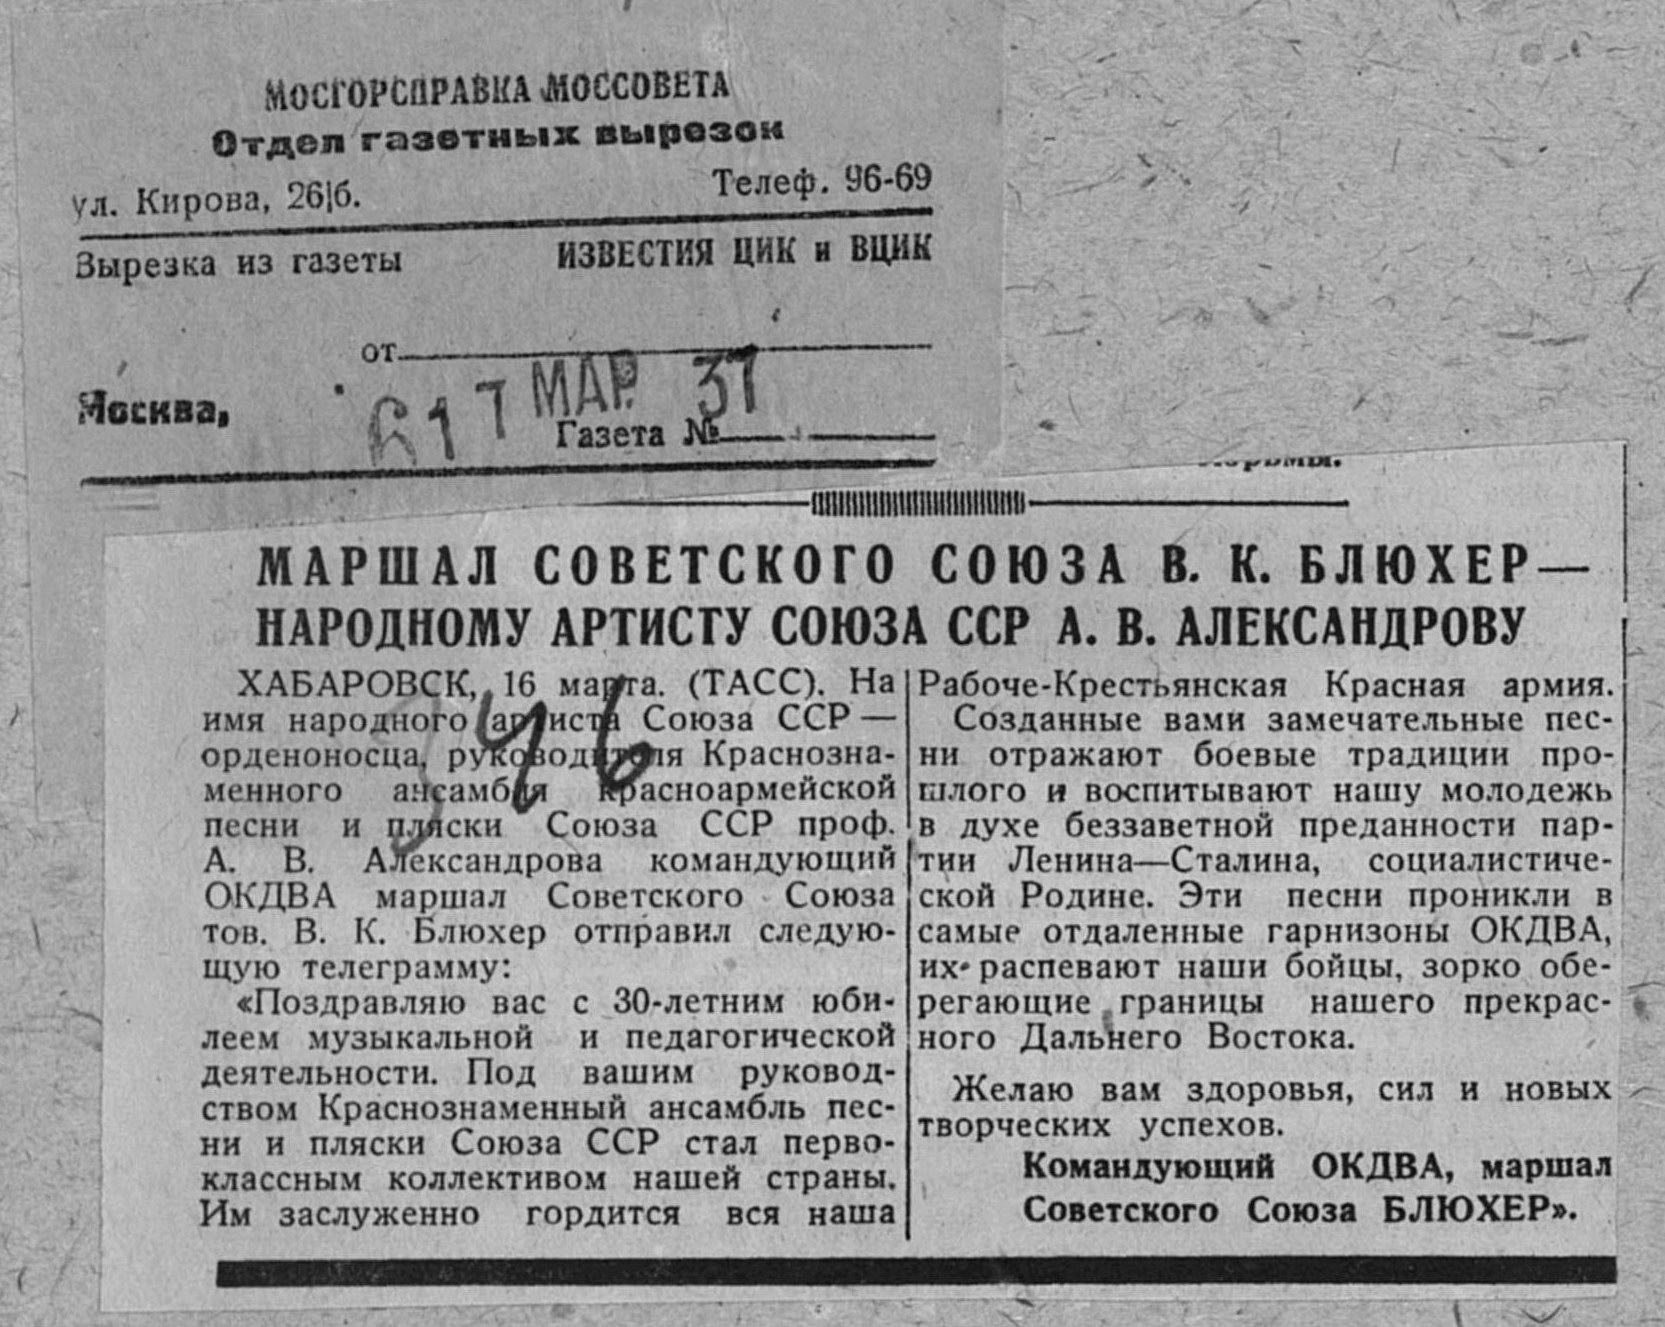 МОСГОРСПРАВКА МОССОВЕТА
Отдел газетных вырезок
ул. Кирова, 26|б.
Телеф. 96-69
Вырезка из газеты
ИЗВЕСТИЯ ЦИК и ВЦИК
от
Москва,
17 МАР. 37
Газета №
МАРШАЛ СОВЕТСКОГО СОЮЗА В. К. БЛЮХЕР—
НАРОДНОМУ АРТИСТУ СОЮЗА ССР А. В. АЛЕКСАНДРОВУ
ХАБАРОВСК, 16 марта. (ТАСС). На
имя народного артиста Союза ССР —
орденоносца, руководителя Краснозна-
менного ансамбля красноармейской
песни и пляски Союза ССР проф.
А. В. Александрова командующий
ОКДВА маршал Советского Союза
тов. В. К. Блюхер отправил следую-
щую телеграмму:
«Поздравляю вас с 30-летним юби-
леем музыкальной и педагогической
деятельности. Под вашим руковод-
ством Краснознаменный ансамбль пес-
ни и пляски Союза ССР стал перво-
классным коллективом нашей страны.
Им заслуженно гордится вся наша
Рабоче-Крестьянская Красная армия.
Созданные вами замечательные пес-
ни отражают боевые традиции про-
шлого и воспитывают нашу молодежь
в духе беззаветной преданности пар-
тии Ленина—Сталина, социалистиче-
ской Родине. Эти песни проникли в
самые отдаленные гарнизоны ОКДВА,
их распевают наши бойцы, зорко обе-
регающие границы нашего прекрас-
ного Дальнего Востока.
Желаю вам здоровья, сил и новых
творческих успехов.
Командующий ОКДВА, маршал
Советского Союза БЛЮХЕР».